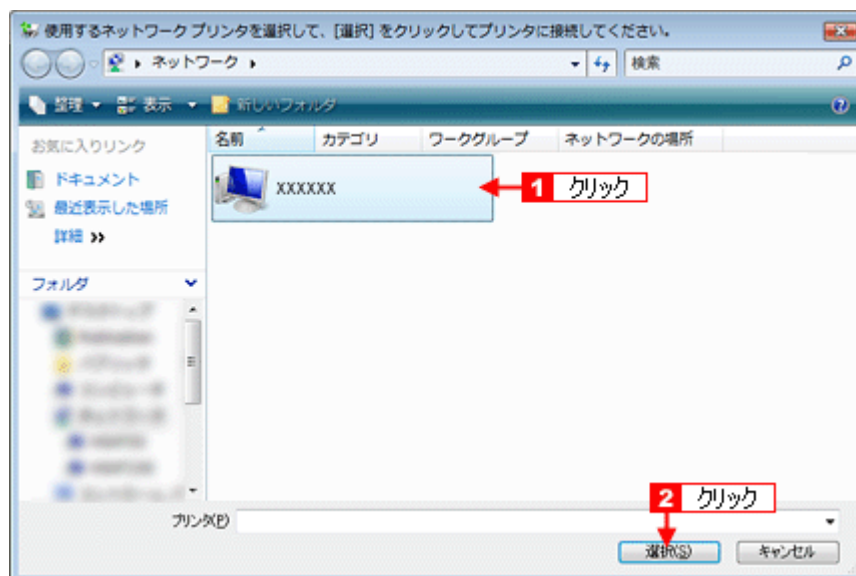 使用するネットワーク プリンタを選択して、[選択] をクリックしてプリンタに接続してください。
ネットワーク
検索
整理 表示 新しいフォルダ
お気に入りリンク
ドキュメント
最近表示した場所
詳細 »
フォルダ
名前 カテゴリ ワークグループ ネットワークの場所
XXXXXX
1 クリック
2 クリック
プリンタ(P)
選択(S) キャンセル